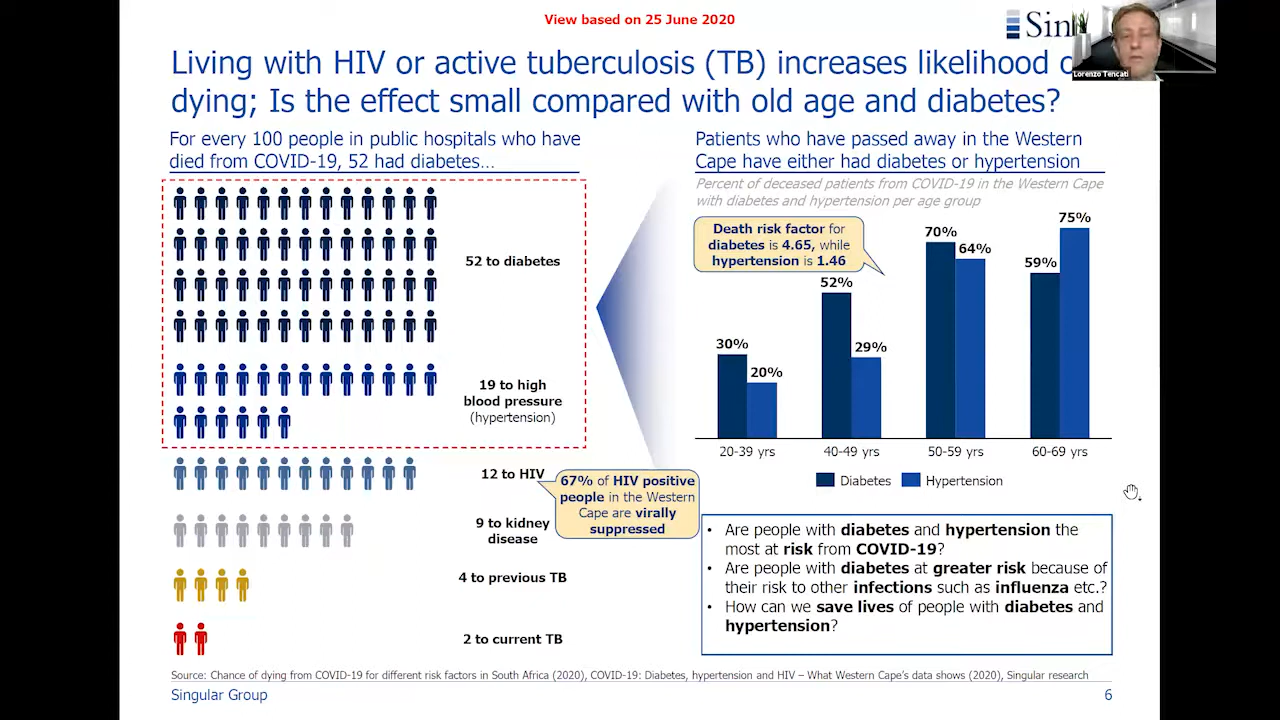 View based on 25 June 2020
Sin
Lorenzo Tencati
Living with HIV or active tuberculosis (TB) increases likelihood
dying; Is the effect small compared with old age and diabetes?
For every 100 people in public hospitals who have
died from COVID-19, 52 had diabetes...
52 to diabetes
19 to high
blood pressure
(hypertension)
12 to HIV
67% of HIV positive
people in the Western
Cape are virally
suppressed
9 to kidney
disease
4 to previous TB
2 to current TB
Patients who have passed away in the Western
Cape have either had diabetes or hypertension
Percent of deceased patients from COVID-19 in the Western Cape
with diabetes and hypertension per age group
Death risk factor for
diabetes is 4.65, while
hypertension is 1.46
30%
20%
52%
29%
70%
64%
59%
75%
20-39 yrs
40-49 yrs
50-59 yrs
60-69 yrs
Diabetes
Hypertension
• Are people with diabetes and hypertension the
most at risk from COVID-19?
• Are people with diabetes at greater risk because of
their risk to other infections such as influenza etc.?
• How can we save lives of people with diabetes and
hypertension?
Source: Chance of dying from COVID-19 for different risk factors in South Africa (2020), COVID-19: Diabetes, hypertension and HIV – What Western Cape's data shows (2020), Singular research
Singular Group
6